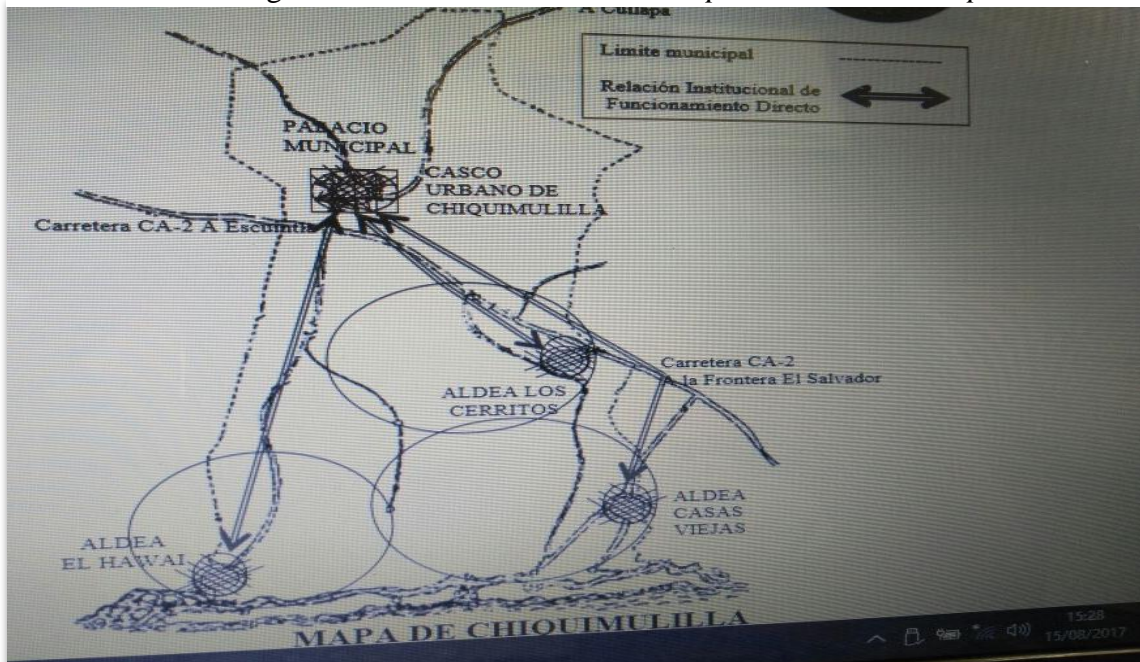 A Cuilapa
Limite municipal
Relación Institucional de
Funcionamiento Directo
PALACIO
MUNICIPAL
CASCO
URBANO DE
CHIQUIMULILLA
Carretera CA-2 A Escuintla
Carretera CA-2
A la Frontera El Salvador
ALDEA LOS
CERRITOS
ALDEA
CASAS
VIEJAS
ALDEA
EL HAWAI
MAPA DE CHIQUIMULILLA
15:28
15/08/2017